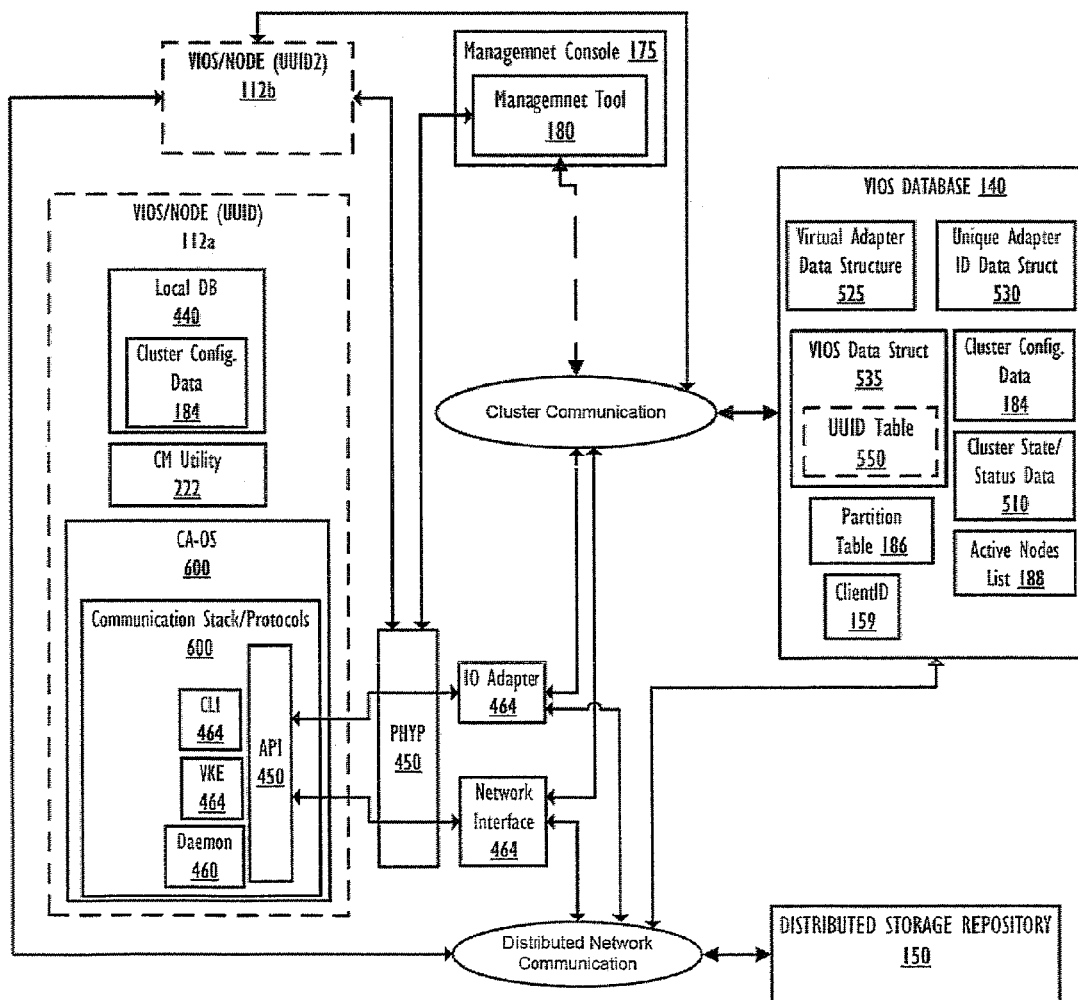 VIOS/NODE (UUID2)
112b
Managemnet Console 175
Managemnet Tool
180
VIOS/NODE (UUID)
112a
Local DB
440
Cluster Config.
Data
184
CM Utility
222
CA-OS
600
Communication Stack/Protocols
600
CLI
464
VKE
464
Daemon
460
API
450
PHYP
450
IO Adapter
464
Network
Interface
464
Cluster Communication
VIOS DATABASE 140
Virtual Adapter
Data Structure
525
Unique Adapter
ID Data Struct
530
VIOS Data Struct
535
UUID Table
550
Cluster Config.
Data
184
Cluster State/
Status Data
510
Partition
Table 186
Active Nodes
List 188
ClientID
159
Distributed Network
Communication
DISTRIBUTED STORAGE REPOSITORY
150